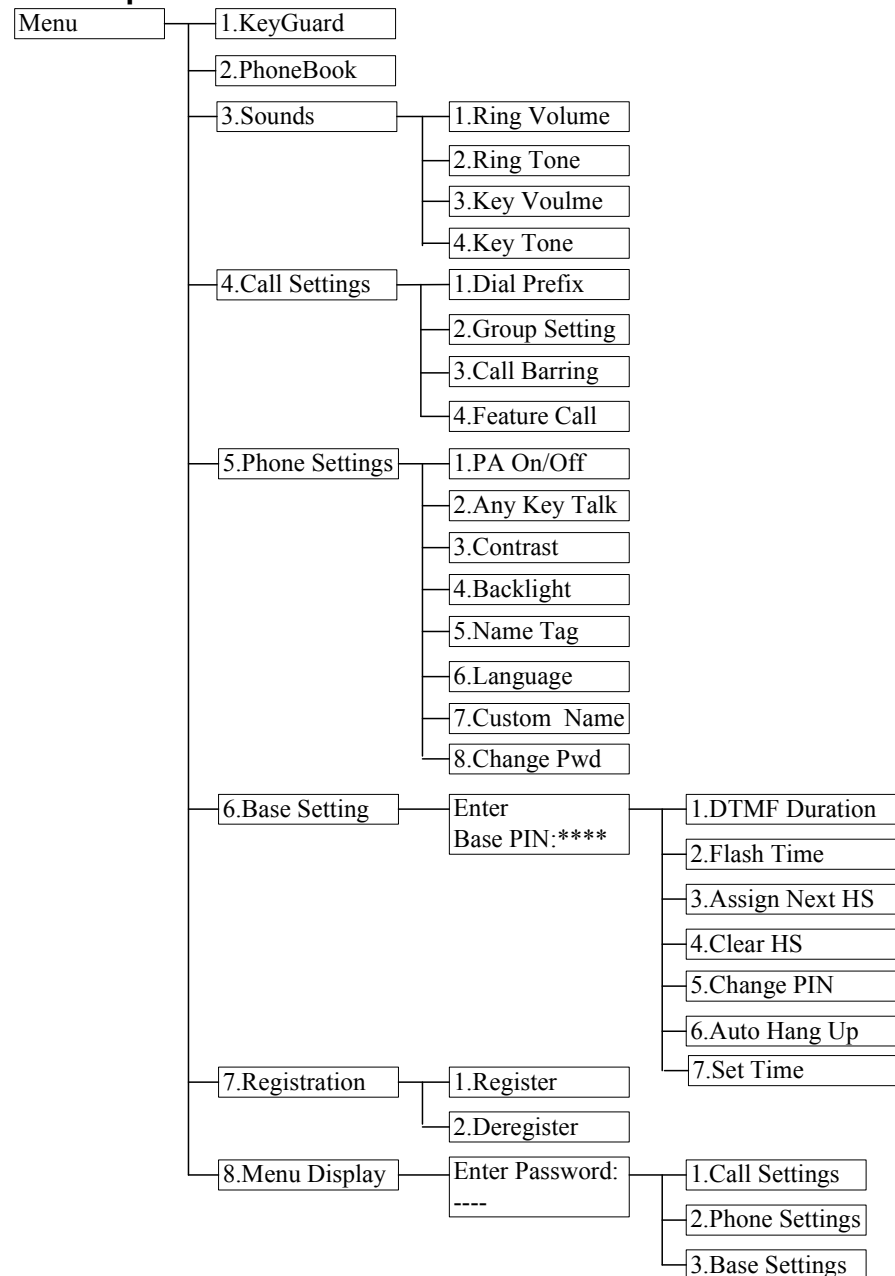 Menu
1.KeyGuard
2.PhoneBook
3.Sounds
1.Ring Volume
2.Ring Tone
3.Key Voulme
4.Key Tone
4.Call Settings
1.Dial Prefix
2.Group Setting
3.Call Barring
4.Feature Call
5.Phone Settings
1.PA On/Off
2.Any Key Talk
3.Contrast
4.Backlight
5.Name Tag
6.Language
7.Custom  Name
8.Change Pwd
6.Base Setting
Enter
Base PIN:****
1.DTMF Duration
2.Flash Time
3.Assign Next HS
4.Clear HS
5.Change PIN
6.Auto Hang Up
7.Set Time
7.Registration
1.Register
2.Deregister
8.Menu Display
Enter Password:
----
1.Call Settings
2.Phone Settings
3.Base Settings